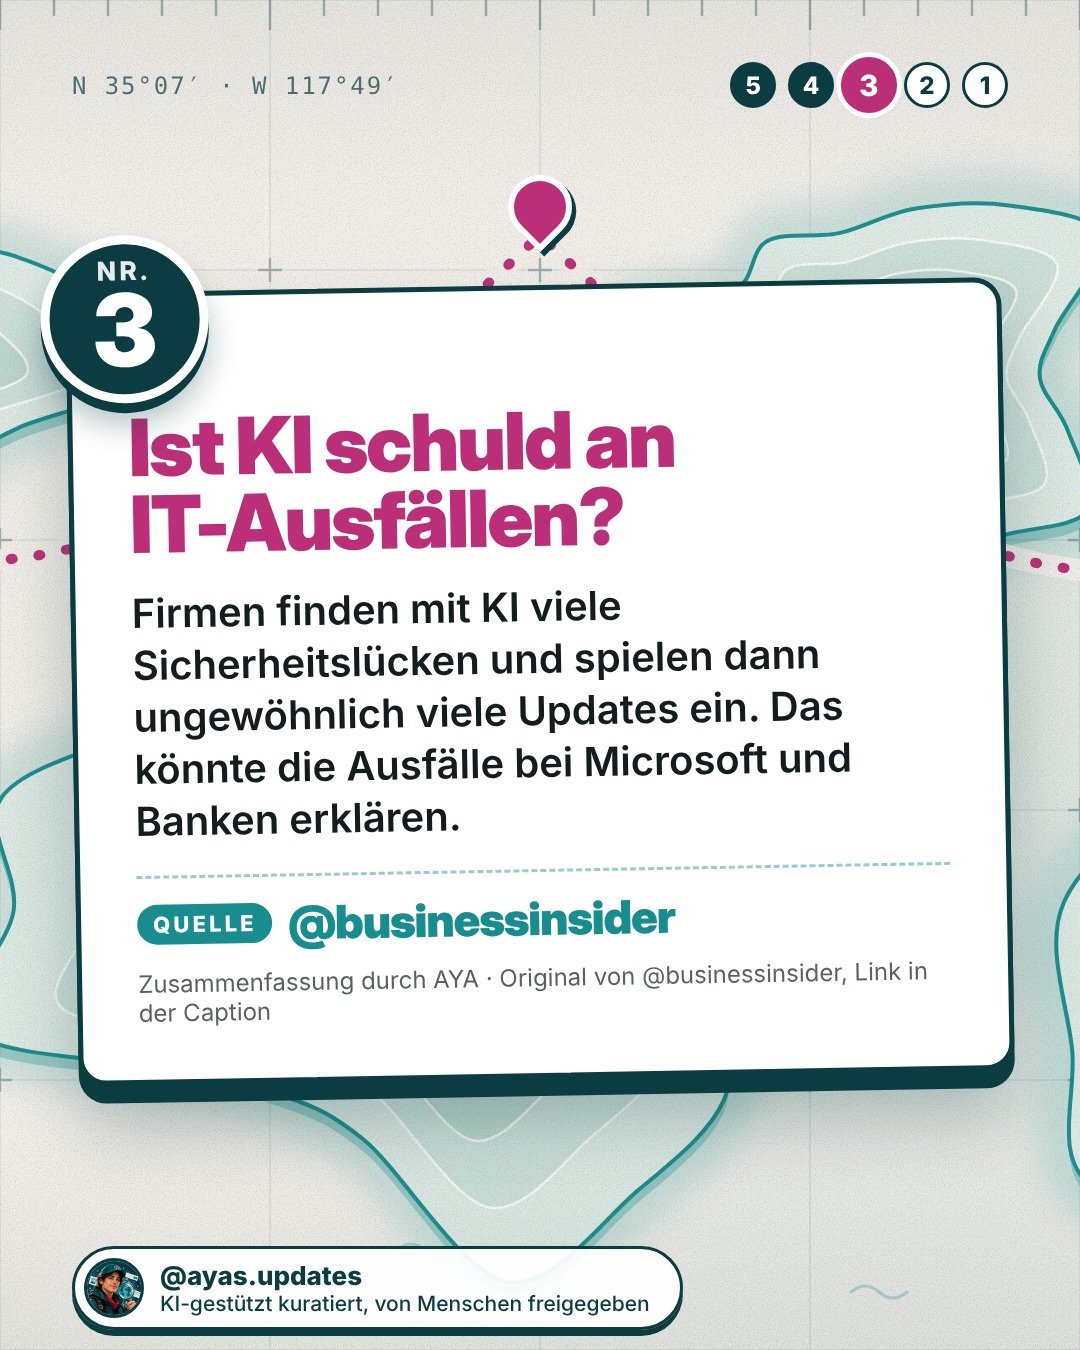 N 35°07′ · W 117°49′
5 4 3 2 1
NR.
3
Ist KI schuld an
IT-Ausfällen?
Firmen finden mit KI viele
Sicherheitslücken und spielen dann
ungewöhnlich viele Updates ein. Das
könnte die Ausfälle bei Microsoft und
Banken erklären.
QUELLE @businessinsider
Zusammenfassung durch AYA · Original von @businessinsider, Link in
der Caption
@ayas.updates
KI-gestützt kuratiert, von Menschen freigegeben